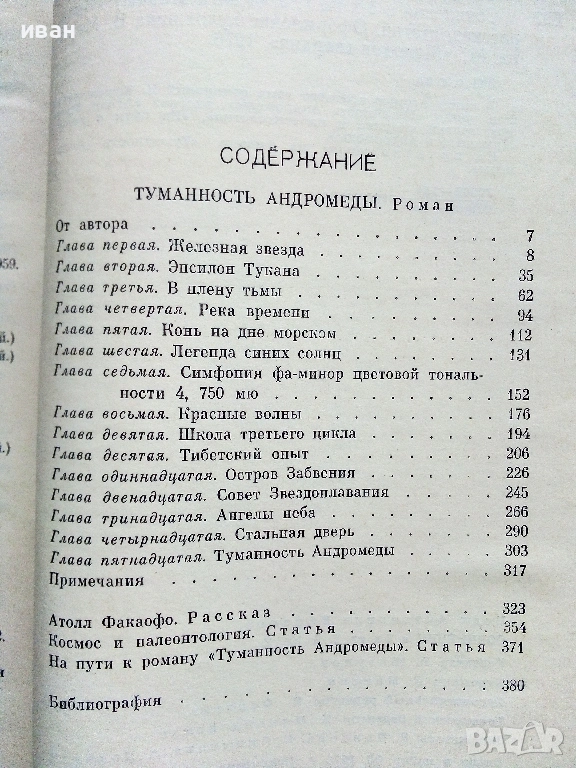 иван
СОДЕРЖАНИЕ
ТУМАННОСТЬ АНДРОМЕДЫ. Роман
От автора . . . . . . . . . . . . . . 7
Глава первая. Железная звезда . . . . . . . . 8
Глава вторая. Эпсилон Тукана . . . . . . . . 35
Глава третья. В плену тьмы . . . . . . . . 62
Глава четвертая. Река времени . . . . . . . . 94
Глава пятая. Конь на дне морском . . . . . . . 112
Глава шестая. Легенда синих солнц . . . . . . . 131
Глава седьмая. Симфония фа-минор цветовой тональ-
ности 4, 750 мю . . . . . . . . . . . 152
Глава восьмая. Красные волны . . . . . . . . 176
Глава девятая. Школа третьего цикла . . . . . . 194
Глава десятая. Тибетский опыт . . . . . . . . 206
Глава одиннадцатая. Остров Забвения . . . . . . 226
Глава двенадцатая. Совет Звездоплавания . . . . . 245
Глава тринадцатая. Ангелы неба . . . . . . . 266
Глава четырнадцатая. Стальная дверь . . . . . . 290
Глава пятнадцатая. Туманность Андромеды . . . . . 303
Примечания . . . . . . . . . . . . . 317
Атолл Факаофо. Рассказ . . . . . . . . . 323
Космос и палеонтология. Статья . . . . . . . 354
На пути к роману «Туманность Андромеды». Статья 371
Библиография . . . . . . . . . . . . 380
959.
й.)
й.)
й.)
2.
и
BAZAR